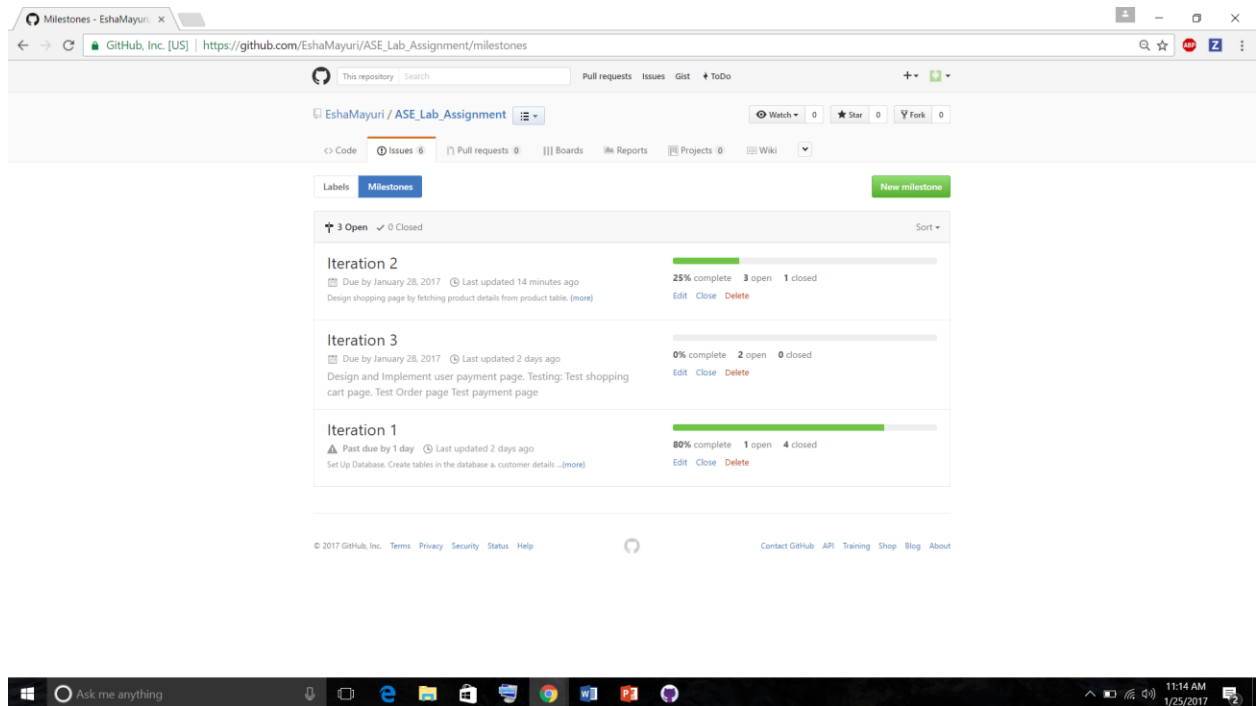 Milestones - EshaMayuri
GitHub, Inc. [US] | https://github.com/EshaMayuri/ASE_Lab_Assignment/milestones
ABP Z
This repository Search Pull requests Issues Gist ToDo
EshaMayuri / ASE_Lab_Assignment Watch 0 Star 0 Fork 0
<> Code Issues 6 Pull requests 0 Boards Reports Projects 0 Wiki
Labels Milestones New milestone
3 Open 0 Closed Sort
Iteration 2
Due by January 28, 2017 Last updated 14 minutes ago
Design shopping page by fetching product details from product table. (more)
25% complete 3 open 1 closed
Edit Close Delete
Iteration 3
Due by January 28, 2017 Last updated 2 days ago
Design and Implement user payment page. Testing: Test shopping
cart page. Test Order page Test payment page
0% complete 2 open 0 closed
Edit Close Delete
Iteration 1
Past due by 1 day Last updated 2 days ago
Set Up Database. Create tables in the database a. customer details ...(more)
80% complete 1 open 4 closed
Edit Close Delete
© 2017 GitHub, Inc. Terms Privacy Security Status Help Contact GitHub API Training Shop Blog About
Ask me anything
11:14 AM
1/25/2017
2